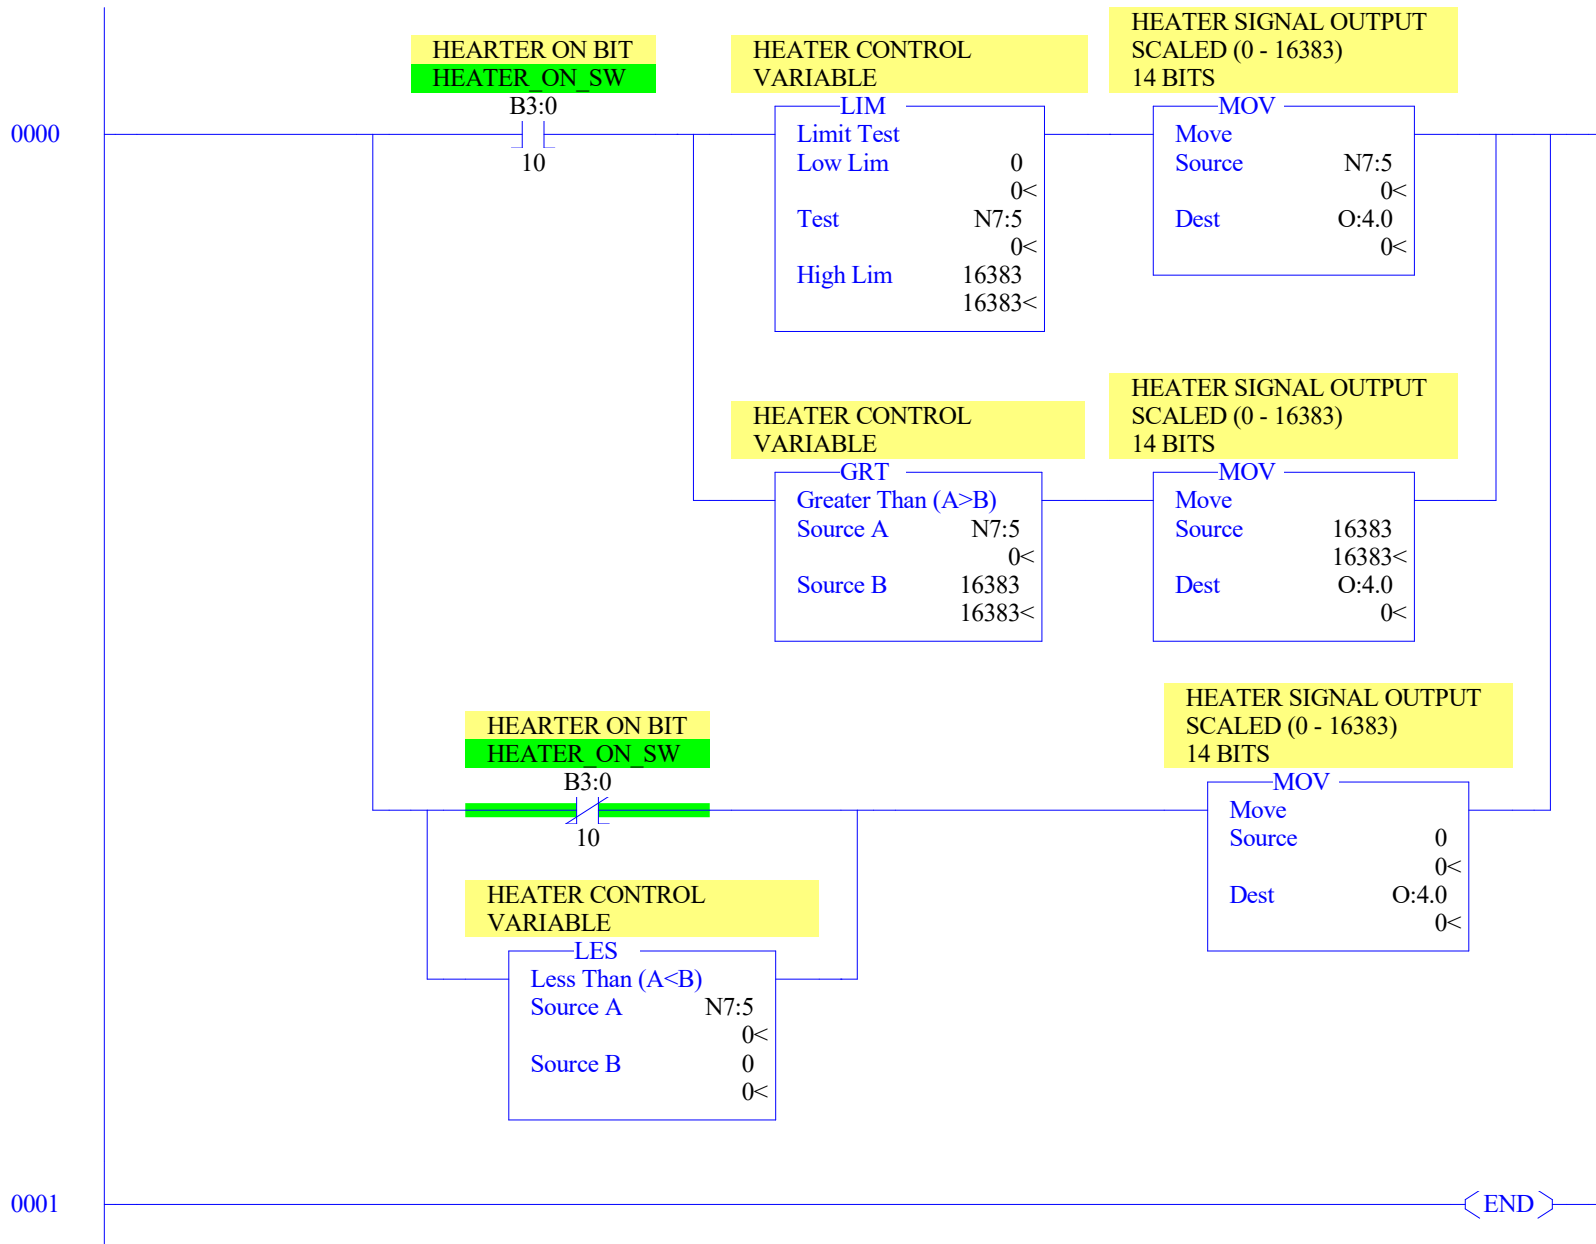 HEARTER ON BIT
HEATER_ON_SW
B3:0
10
HEATER CONTROL
VARIABLE
LIM
Limit Test
Low Lim 0
0<
Test N7:5
0<
High Lim 16383
16383<
HEATER SIGNAL OUTPUT
SCALED (0 - 16383)
14 BITS
MOV
Move
Source N7:5
0<
Dest O:4.0
0<
0000
HEATER CONTROL
VARIABLE
GRT
Greater Than (A>B)
Source A N7:5
0<
Source B 16383
16383<
HEATER SIGNAL OUTPUT
SCALED (0 - 16383)
14 BITS
MOV
Move
Source 16383
16383<
Dest O:4.0
0<
HEARTER ON BIT
HEATER_ON_SW
B3:0
10
HEATER SIGNAL OUTPUT
SCALED (0 - 16383)
14 BITS
MOV
Move
Source 0
0<
Dest O:4.0
0<
HEATER CONTROL
VARIABLE
LES
Less Than (A<B)
Source A N7:5
0<
Source B 0
0<
0001
END